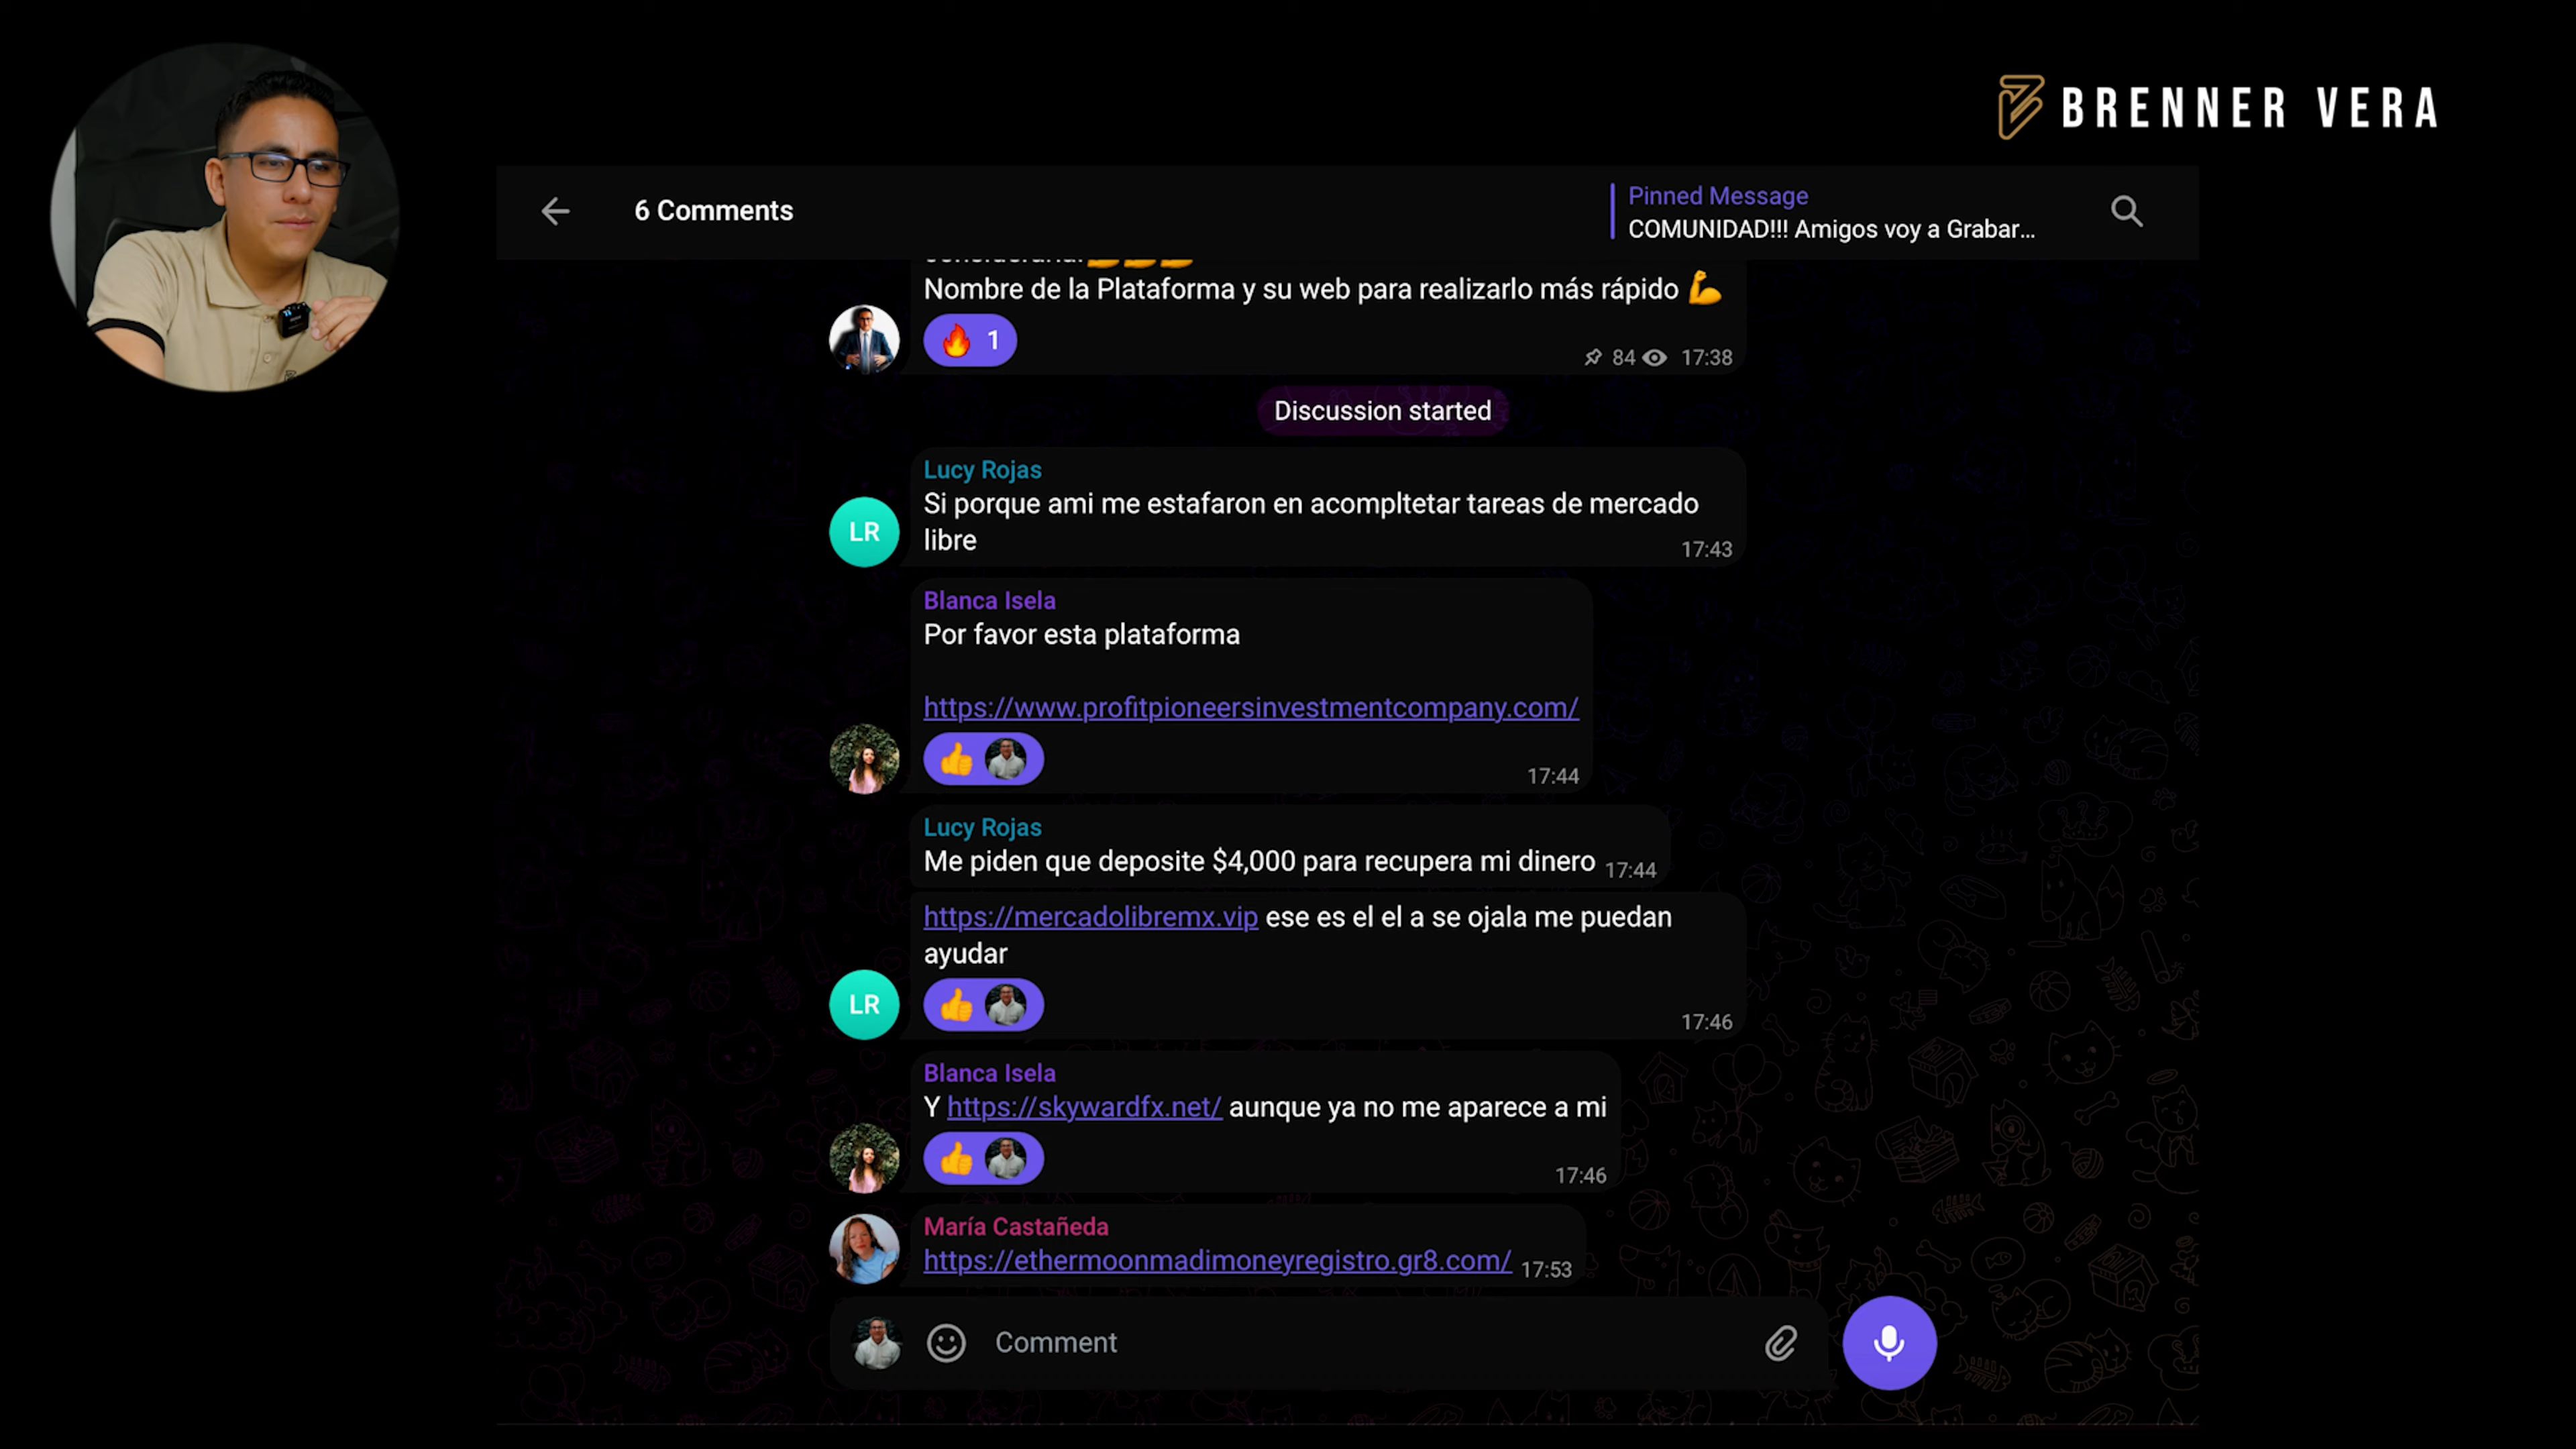 BRENNER VERA
6 Comments
Pinned Message
COMUNIDAD!!! Amigos voy a Grabar...
Nombre de la Plataforma y su web para realizarlo más rápido 💪
🔥 1
84 17:38
Discussion started
Lucy Rojas
Si porque ami me estafaron en acompltetar tareas de mercado
libre
17:43
LR
Blanca Isela
Por favor esta plataforma
https://www.profitpioneersinvestmentcompany.com/
👍
17:44
Lucy Rojas
Me piden que deposite $4,000 para recupera mi dinero 17:44
https://mercadolibremx.vip ese es el el a se ojala me puedan
ayudar
👍
17:46
LR
Blanca Isela
Y https://skywardfx.net/ aunque ya no me aparece a mi
👍
17:46
María Castañeda
https://ethermoonmadimoneyregistro.gr8.com/ 17:53
Comment